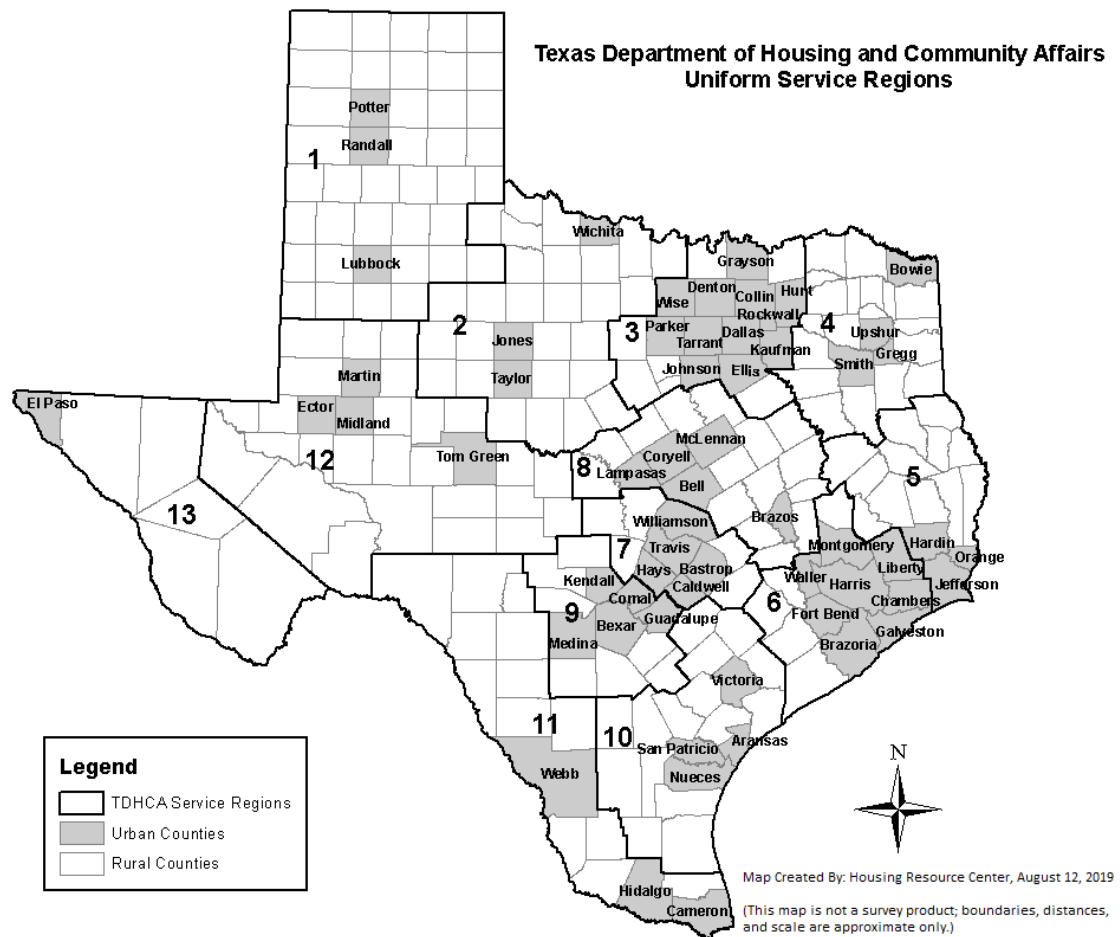 Texas Department of Housing and Community Affairs
Uniform Service Regions
Potter
Randall
1
Lubbock
Wichita
Grayson
Bowie
Denton
Collin
Hunt
Wise
Rockwall
2
3
4
Parker
Dallas
Upshur
Jones
Tarrant
Kaufman
Gregg
Smith
Johnson
Ellis
Martin
Taylor
El Paso
Ector
Midland
McLennan
Tom Green
Coryell
12
8
Lampasas
5
Bell
13
Brazos
Williamson
Hardin
Montgomery
Orange
Travis
7
Liberty
Hays
Bastrop
Jefferson
Kendall
Waller
Harris
Caldwell
Chambers
Comal
6
9
Fort Bend
Guadalupe
Bexar
Galveston
Medina
Brazoria
Victoria
11
10
Aransas
San Patricio
Webb
Nueces
N
Hidalgo
Cameron
Legend
TDHCA Service Regions
Urban Counties
Rural Counties
Map Created By: Housing Resource Center, August 12, 2019
(This map is not a survey product; boundaries, distances,
and scale are approximate only.)